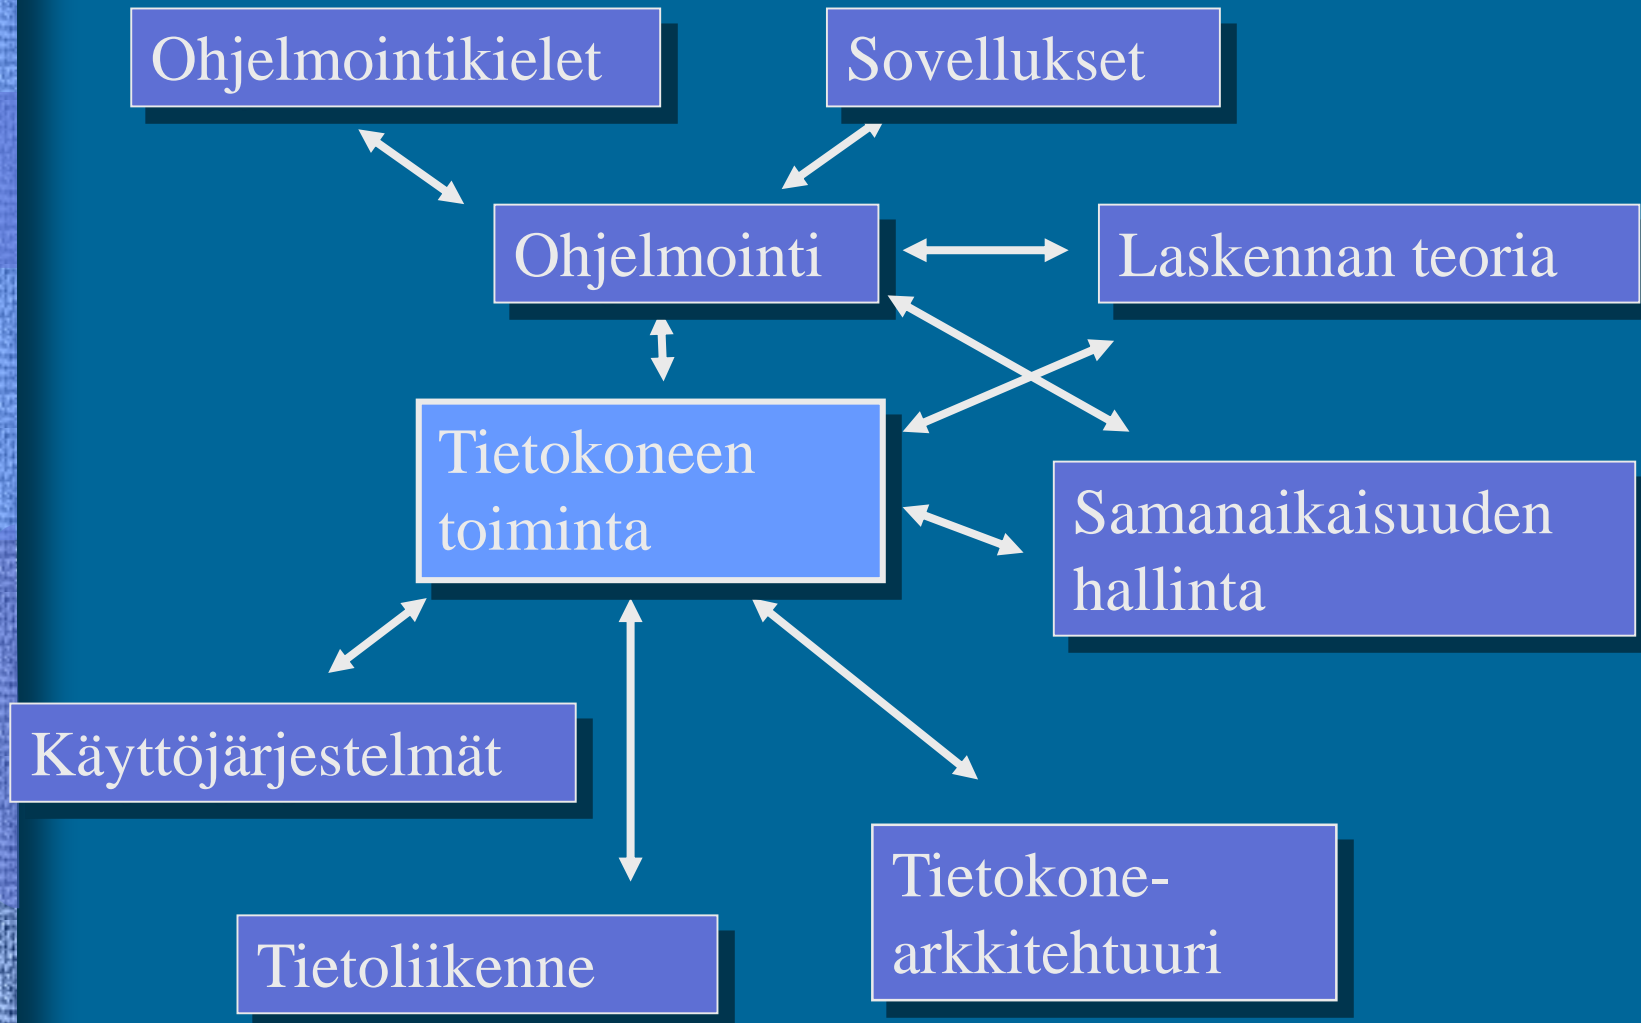 Ohjelmointikielet
Sovellukset
Ohjelmointi
Laskennan teoria
Tietokoneen
toiminta
Samanaikaisuuden
hallinta
Käyttöjärjestelmät
Tietokone-
arkkitehtuuri
Tietoliikenne